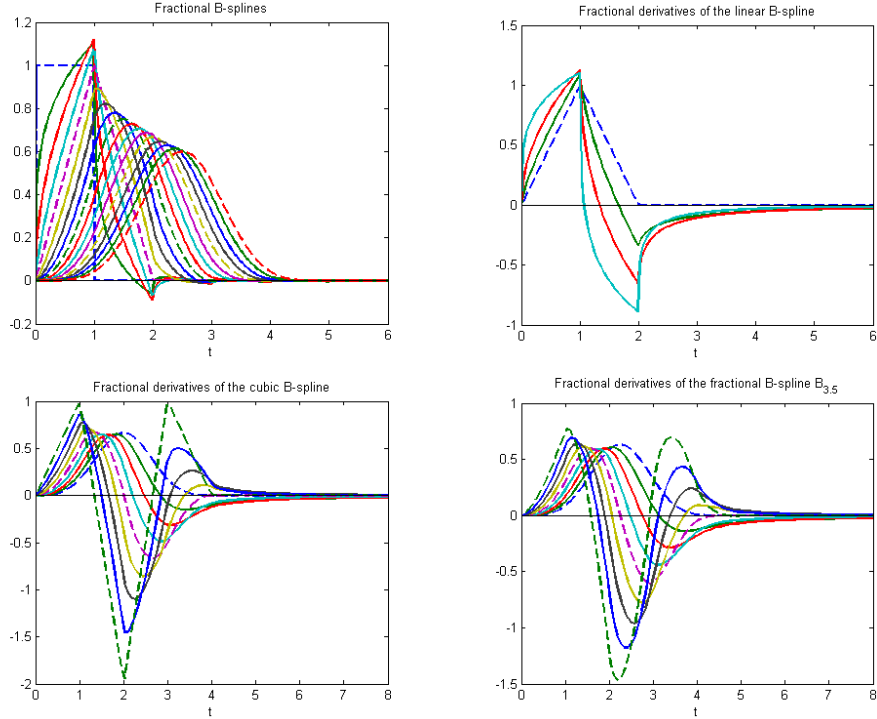 Fractional B-splines
1.2
1
0.8
0.6
0.4
0.2
0
-0.2
0 1 2 3 4 5 6
t
Fractional derivatives of the linear B-spline
1.5
1
0.5
0
-0.5
-1
0 1 2 3 4 5 6
t
Fractional derivatives of the cubic B-spline
1
0.5
0
-0.5
-1
-1.5
-2
0 1 2 3 4 5 6 7 8
t
Fractional derivatives of the fractional B-spline B3.5
1
0.5
0
-0.5
-1
-1.5
0 1 2 3 4 5 6 7 8
t